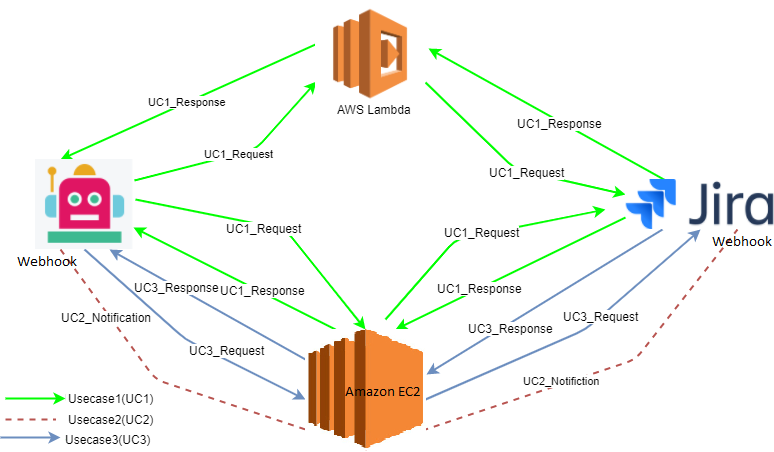 AWS Lambda
UC1_Response
UC1_Response
UC1_Request
UC1_Request
Jira
Webhook
UC1_Request
UC1_Request
Webhook
UC3_Response
UC1_Response
UC1_Response
UC2_Notification
UC3_Response
UC3_Request
UC3_Request
Amazon EC2
UC2_Notifiction
Usecase1(UC1)
Usecase2(UC2)
Usecase3(UC3)